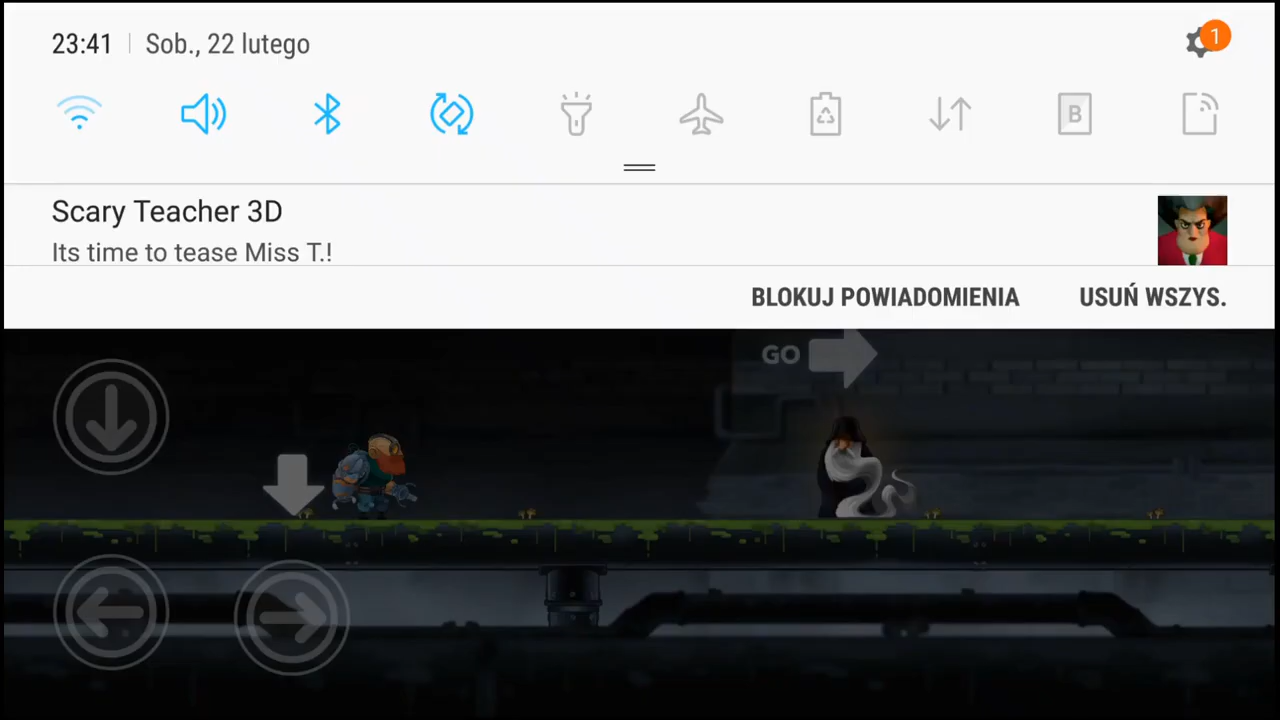 23:41 Sob., 22 lutego
1
B
Scary Teacher 3D
Its time to tease Miss T.!
BLOKUJ POWIADOMIENIA USUŃ WSZYS.
GO